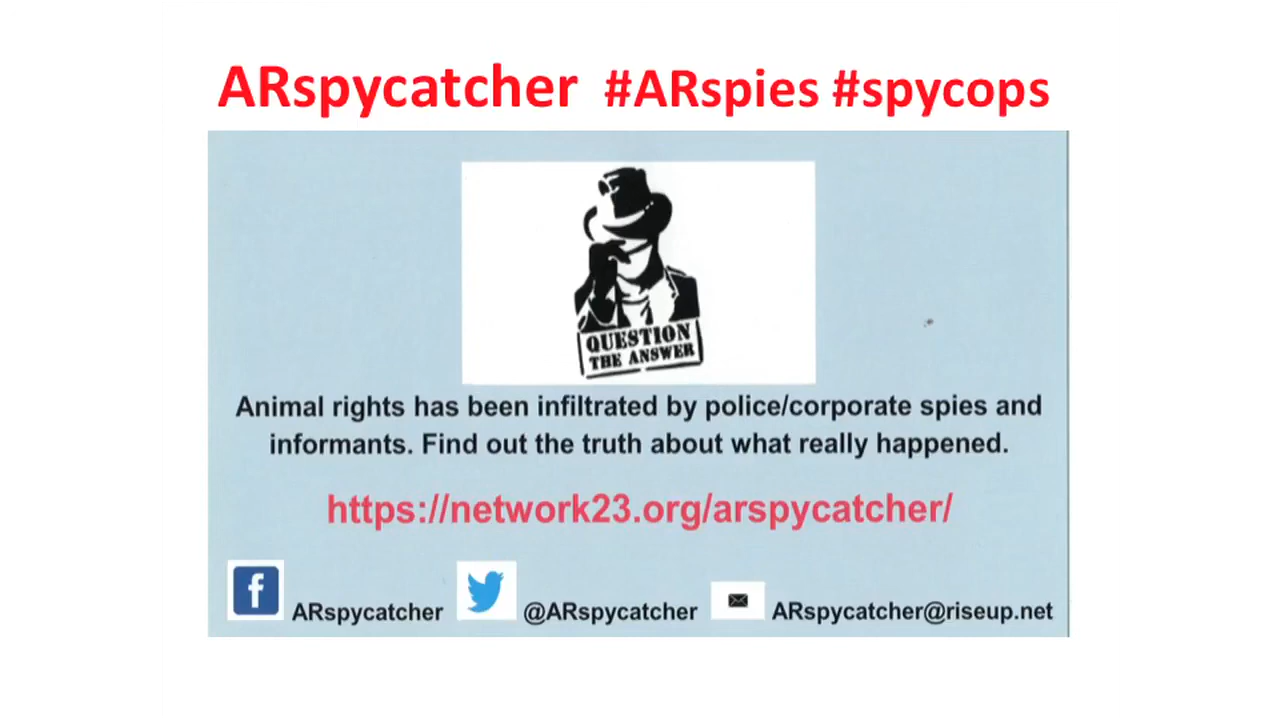 ARspycatcher #ARspies #spycops
QUESTION
THE ANSWER
Animal rights has been infiltrated by police/corporate spies and
informants. Find out the truth about what really happened.
https://network23.org/arspycatcher/
ARspycatcher @ARspycatcher ARspycatcher@riseup.net